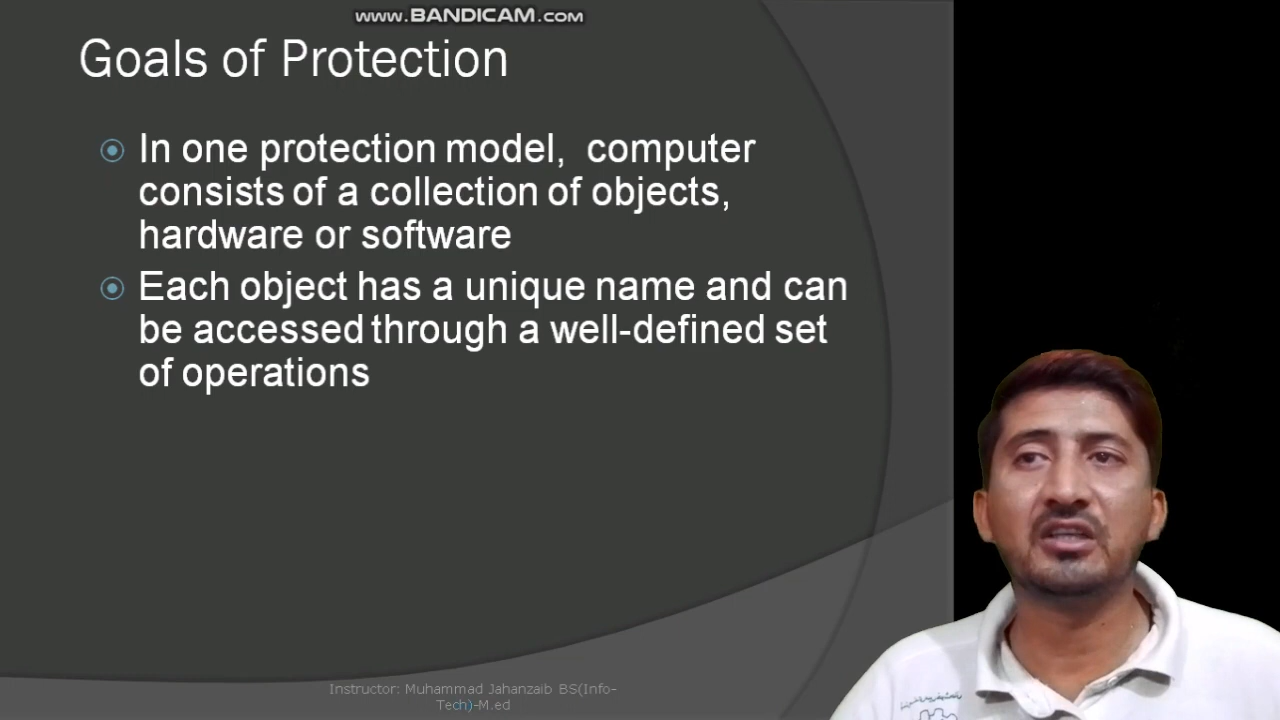 www.BANDICAM.com
Goals of Protection
In one protection model, computer
consists of a collection of objects,
hardware or software
Each object has a unique name and can
be accessed through a well-defined set
of operations
Instructor: Muhammad Jahanzaib BS(Info-
Tech)-M.ed